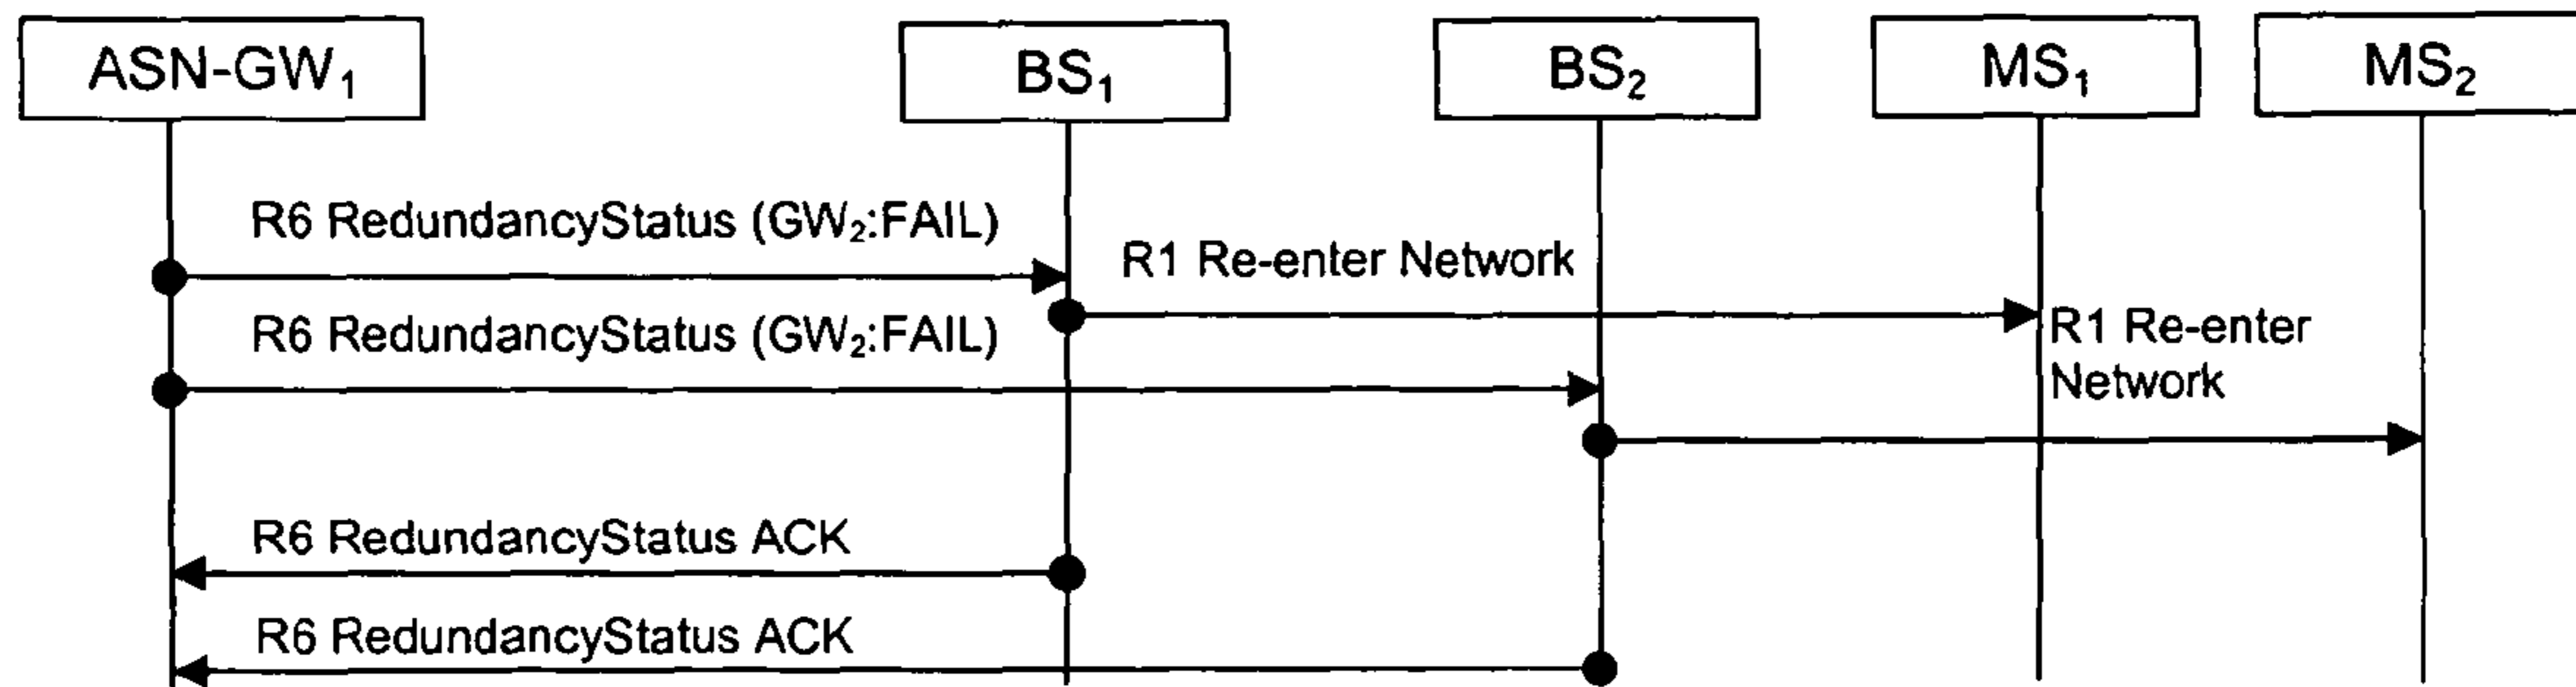 ASN-GW₁
BS₁
BS₂
MS₁
MS₂
R6 RedundancyStatus (GW₂:FAIL)
R1 Re-enter Network
R6 RedundancyStatus (GW₂:FAIL)
R1 Re-enter
Network
R6 RedundancyStatus ACK
R6 RedundancyStatus ACK